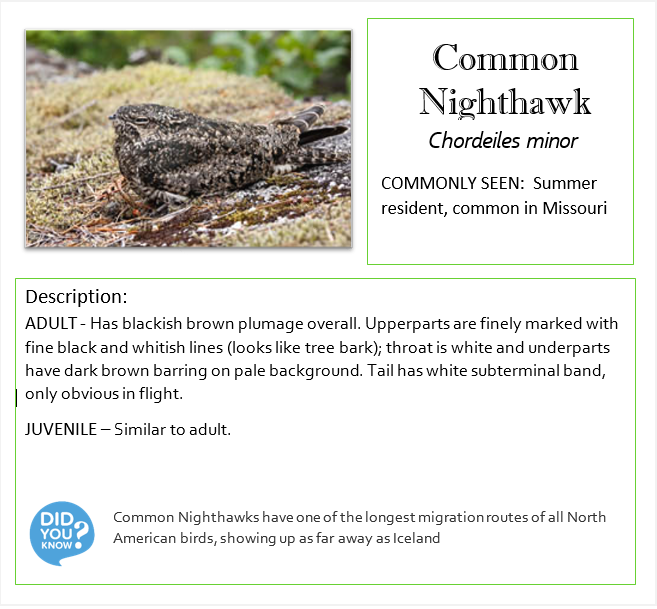 Common
Nighthawk
Chordeiles minor
COMMONLY SEEN: Summer
resident, common in Missouri
Description:
ADULT - Has blackish brown plumage overall. Upperparts are finely marked with
fine black and whitish lines (looks like tree bark); throat is white and underparts
have dark brown barring on pale background. Tail has white subterminal band,
only obvious in flight.
JUVENILE – Similar to adult.
DID
YOU
KNOW?
Common Nighthawks have one of the longest migration routes of all North
American birds, showing up as far away as Iceland